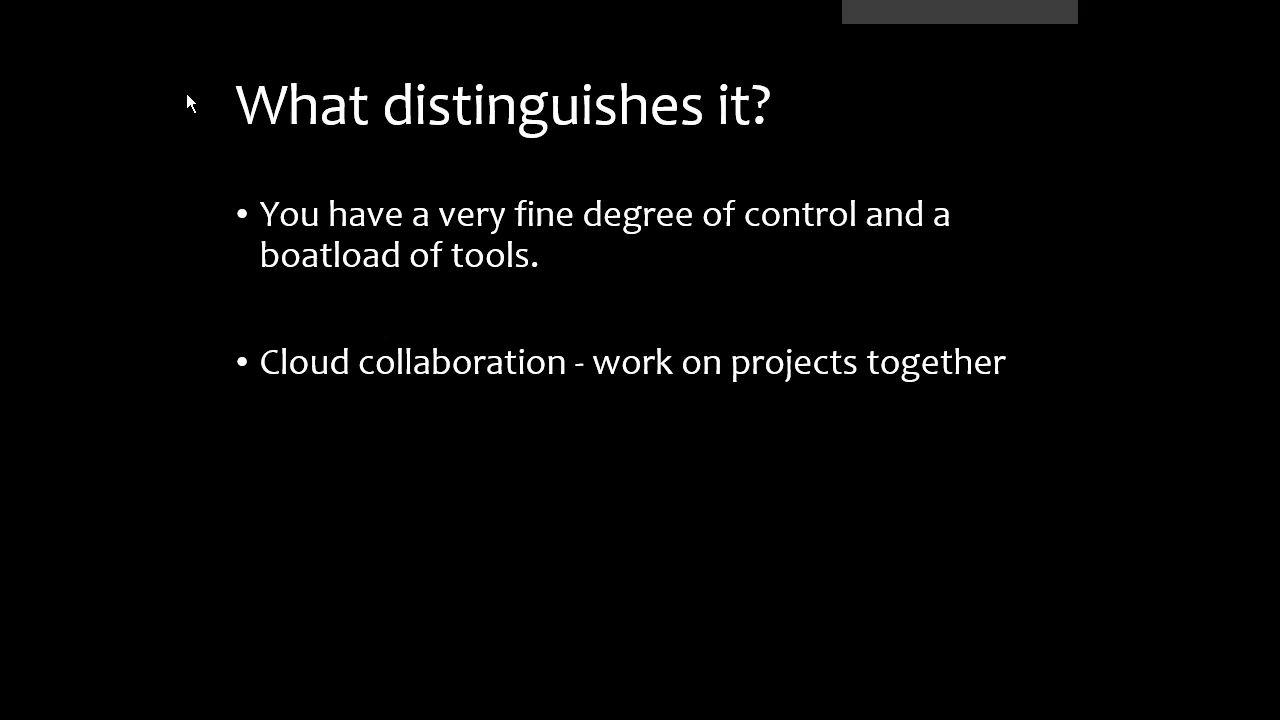 What distinguishes it?
• You have a very fine degree of control and a
boatload of tools.
• Cloud collaboration - work on projects together